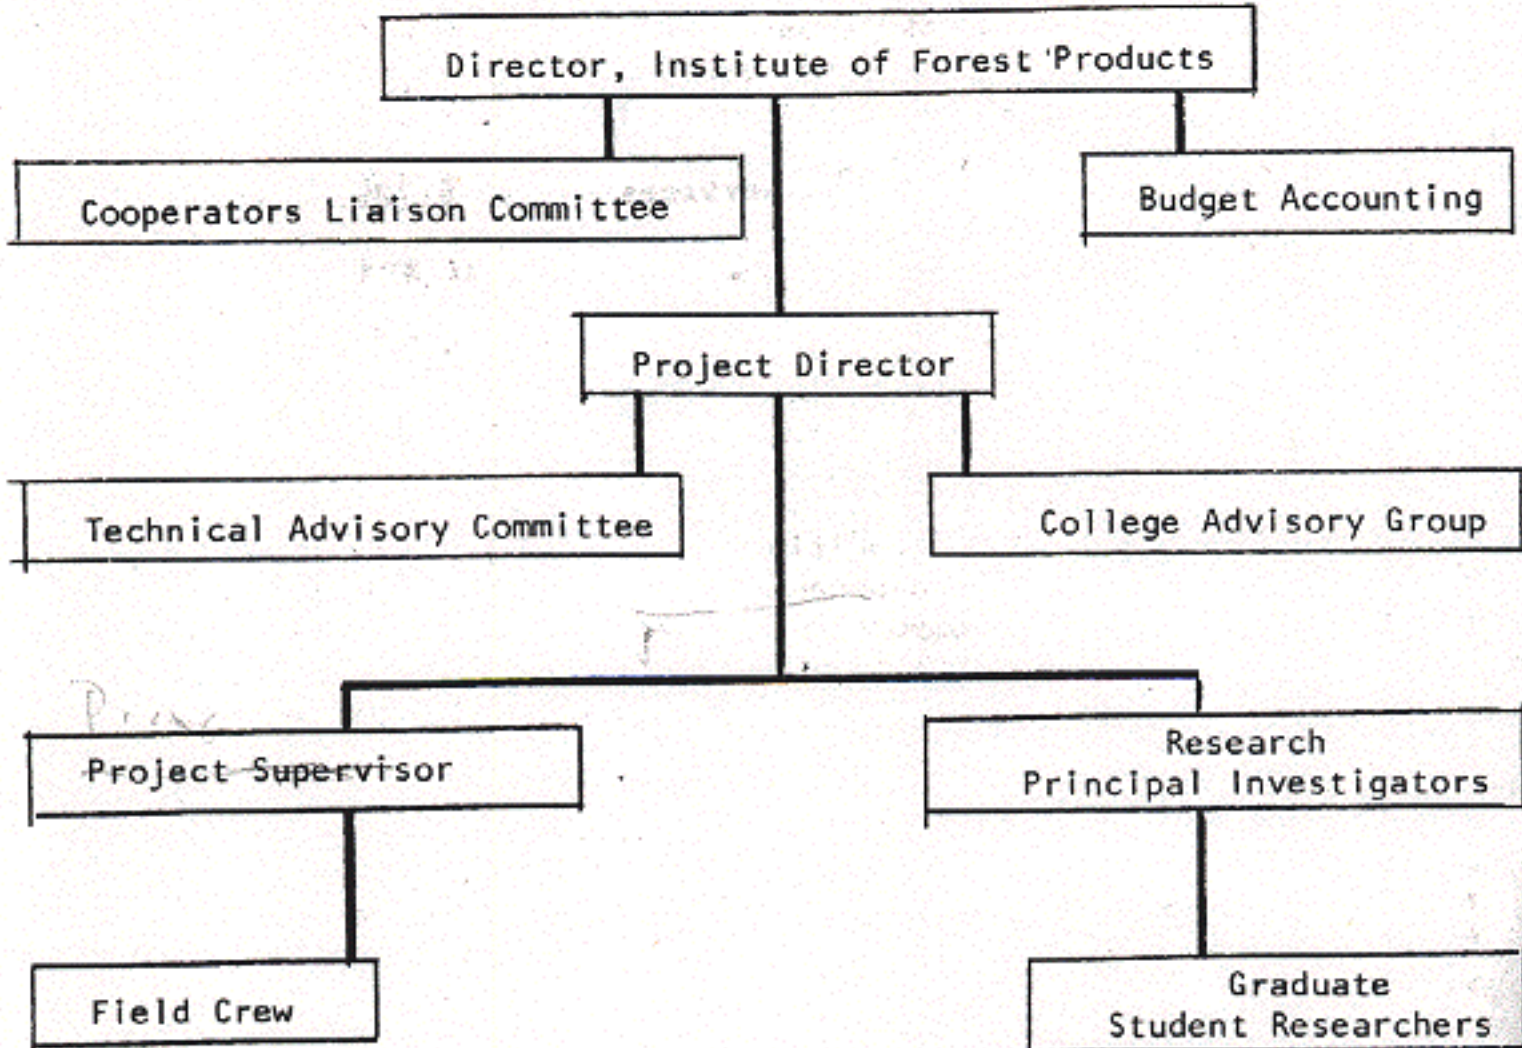 Director, Institute of Forest Products
Cooperators Liaison Committee
Budget Accounting
Project Director
Technical Advisory Committee
College Advisory Group
Project Supervisor
Research
Principal Investigators
Field Crew
Graduate
Student Researchers